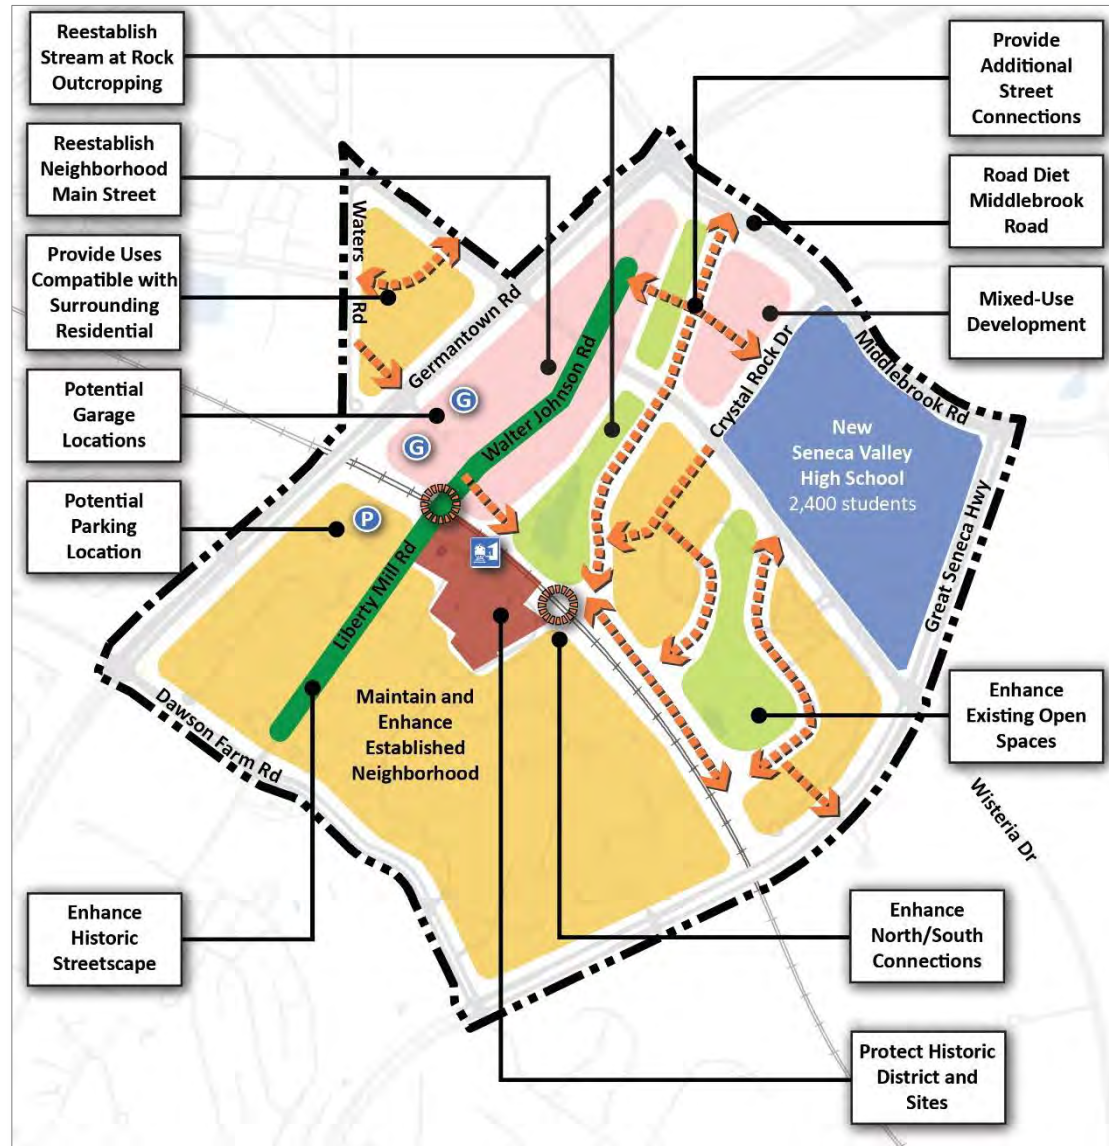 Reestablish
Stream at Rock
Outcropping
Reestablish
Neighborhood
Main Street
Provide Uses
Compatible with
Surrounding
Residential
Potential
Garage
Locations
Potential
Parking
Location
Enhance
Historic
Streetscape
Provide
Additional
Street
Connections
Road Diet
Middlebrook
Road
Mixed-Use
Development
Enhance
Existing Open
Spaces
Enhance
North/South
Connections
Protect Historic
District and
Sites
Waters Rd
Germantown Rd
Walter Johnson Rd
Crystal Rock Dr
Middlebrook Rd
G
G
P
1
New
Seneca Valley
High School
2,400 students
Great Seneca Hwy
Liberty Mill Rd
Maintain and
Enhance
Established
Neighborhood
Dawson Farm Rd
Wisteria Dr